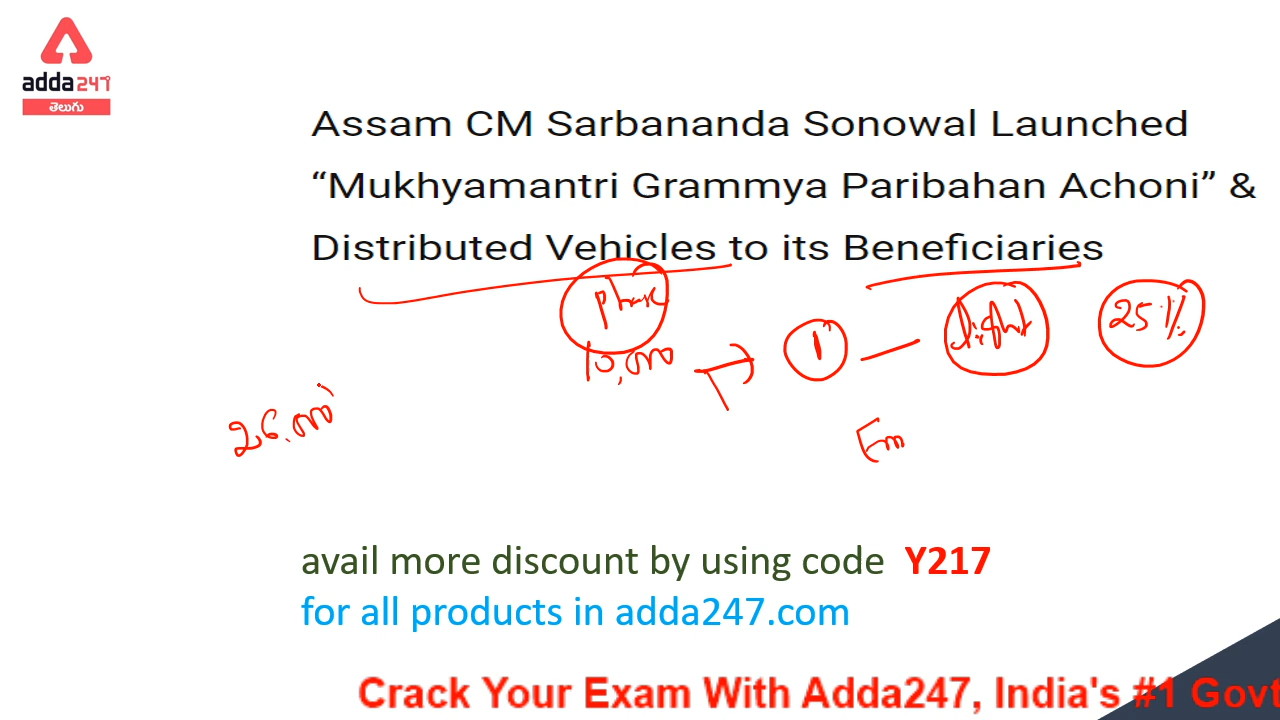 adda247
తెలుగు
Assam CM Sarbananda Sonowal Launched
“Mukhyamantri Grammya Paribahan Achoni” &
Distributed Vehicles to its Beneficiaries
phase
10,000
1
light
25%
26,000
Em
avail more discount by using code Y217
for all products in adda247.com
Crack Your Exam With Adda247, India's #1 Govt